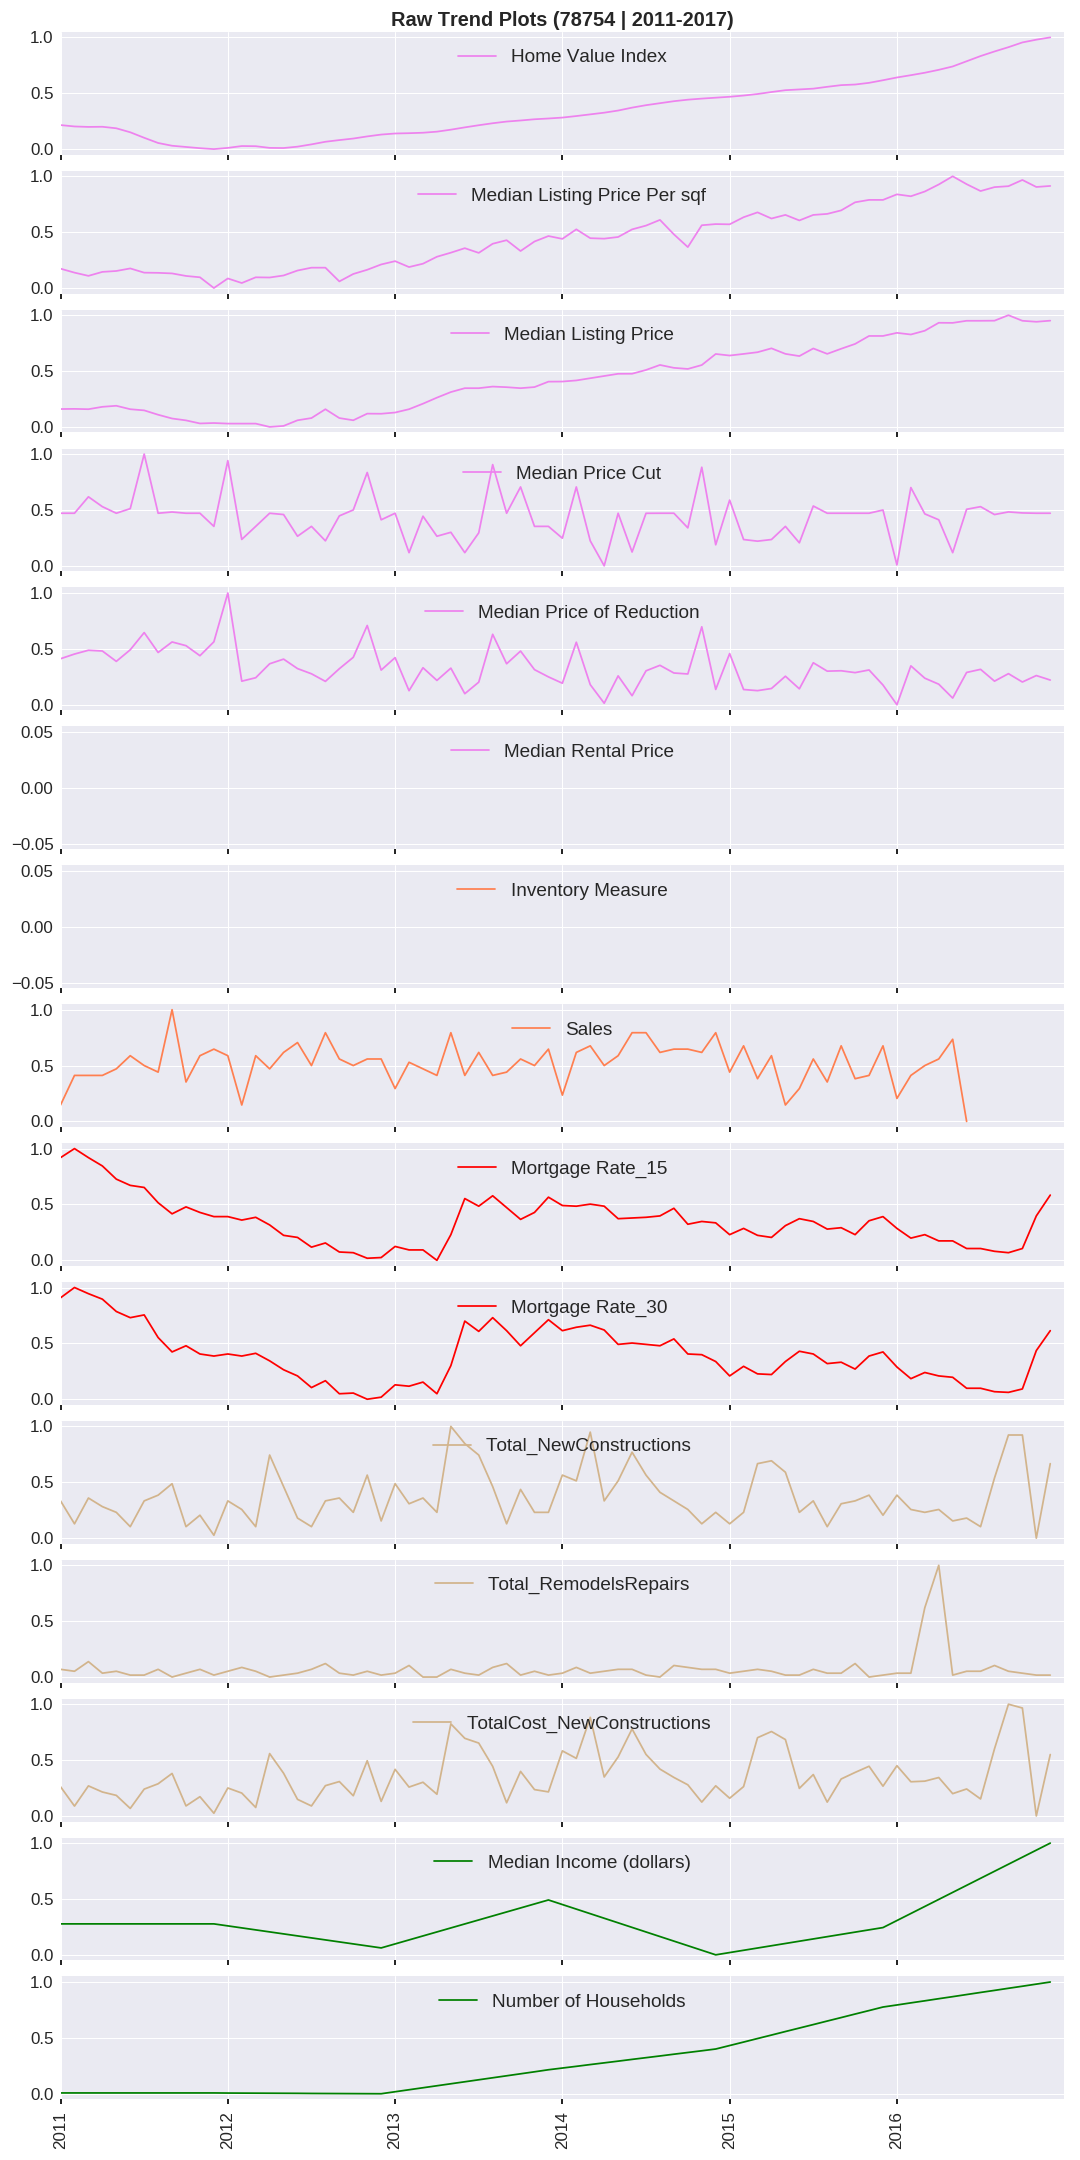 Raw Trend Plots (78754 | 2011-2017)
1.0
Home Value Index
0.5
0.0
1.0
Median Listing Price Per sqf
0.5
0.0
1.0
Median Listing Price
0.5
0.0
1.0
Median Price Cut
0.5
0.0
1.0
Median Price of Reduction
0.5
0.0
0.05
Median Rental Price
0.00
−0.05
0.05
Inventory Measure
0.00
−0.05
1.0
Sales
0.5
0.0
1.0
Mortgage Rate_15
0.5
0.0
1.0
Mortgage Rate_30
0.5
0.0
1.0
Total_NewConstructions
0.5
0.0
1.0
Total_RemodelsRepairs
0.5
0.0
1.0
TotalCost_NewConstructions
0.5
0.0
1.0
Median Income (dollars)
0.5
0.0
1.0
Number of Households
0.5
0.0
2011 2012 2013 2014 2015 2016